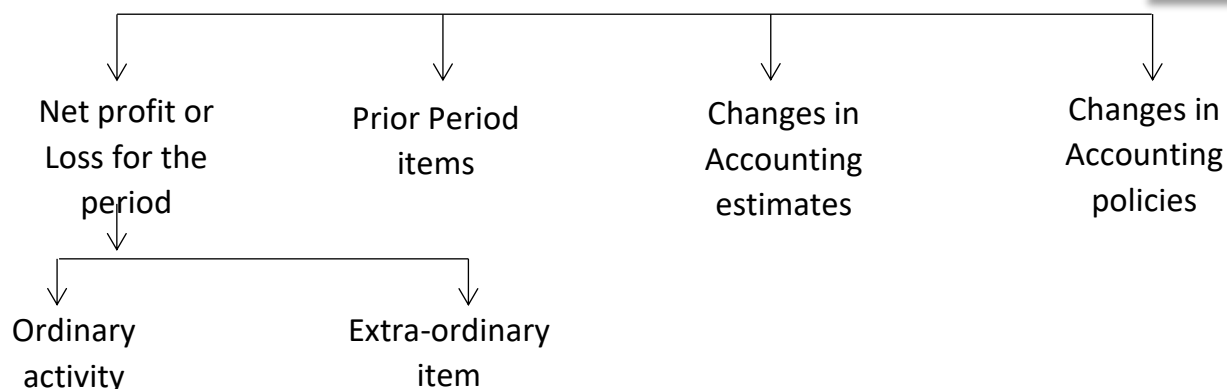 Net profit or
Loss for the
period
Prior Period
items
Changes in
Accounting
estimates
Changes in
Accounting
policies
Ordinary
activity
Extra-ordinary
item